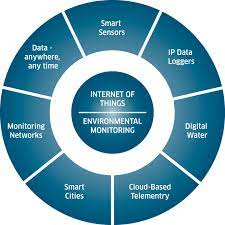 Smart
Sensors
IP Data
Loggers
Digital
Water
Cloud-Based
Telementry
Smart
Cities
Monitoring
Networks
Data -
anywhere,
any time
INTERNET OF
THINGS
ENVIRONMENTAL
MONITORING